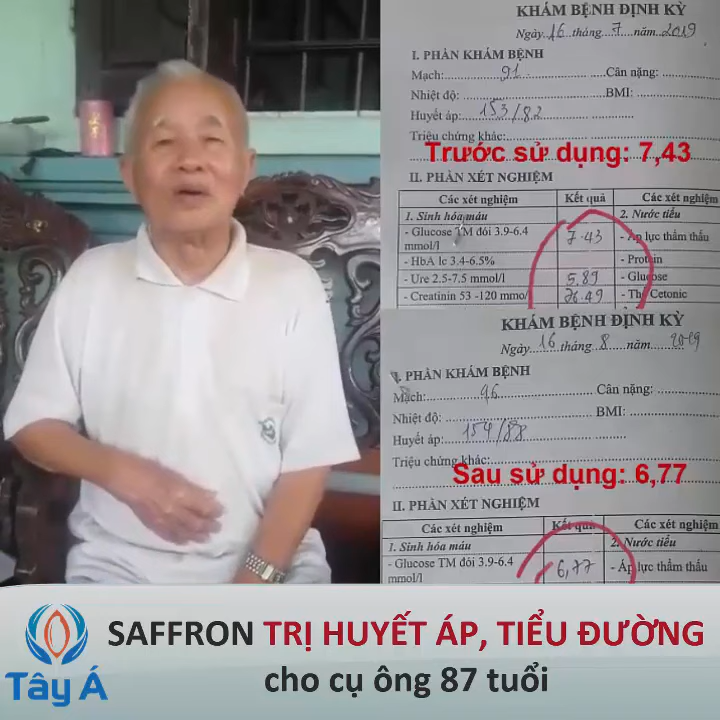 KHÁM BỆNH ĐỊNH KỲ
Ngày 16 tháng 7 năm 2019
I. PHẦN KHÁM BỆNH
Mạch: 91 Cân nặng:
Nhiệt độ: BMI:
Huyết áp: 153/82
Triệu chứng khác:
Trước sử dụng: 7,43
II. PHẦN XÉT NGHIỆM
Các xét nghiệm Kết quả Các xét nghiệm
1. Sinh hóa máu 2. Nước tiểu
- Glucose TM đói 3.9-6.4 mmol/l 7.43 - Áp lực thẩm thấu
- HbA1c 3.4-6.5% - Protein
- Ure 2.5-7.5 mmol/l 5.89 - Glucose
- Creatinin 53 -120 mmo/ 76.49 - Thể Cetonic
KHÁM BỆNH ĐỊNH KỲ
Ngày 16 tháng 8 năm 2019
I. PHẦN KHÁM BỆNH
Mạch: 96 Cân nặng:
Nhiệt độ: BMI:
Huyết áp: 154/88
Triệu chứng khác:
Sau sử dụng: 6,77
II. PHẦN XÉT NGHIỆM
Các xét nghiệm Kết quả Các xét nghiệm
1. Sinh hóa máu 2. Nước tiểu
- Glucose TM đói 3.9-6.4 mmol/l 6,77 - Áp lực thẩm thấu
Tây Á
SAFFRON TRỊ HUYẾT ÁP, TIỂU ĐƯỜNG
cho cụ ông 87 tuổi